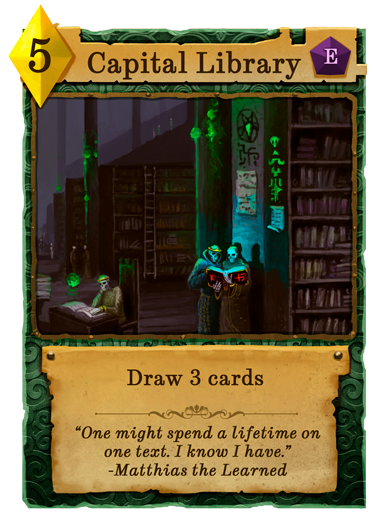 5
Capital Library
E
Draw 3 cards
“One might spend a lifetime on
one text. I know I have.”
-Matthias the Learned